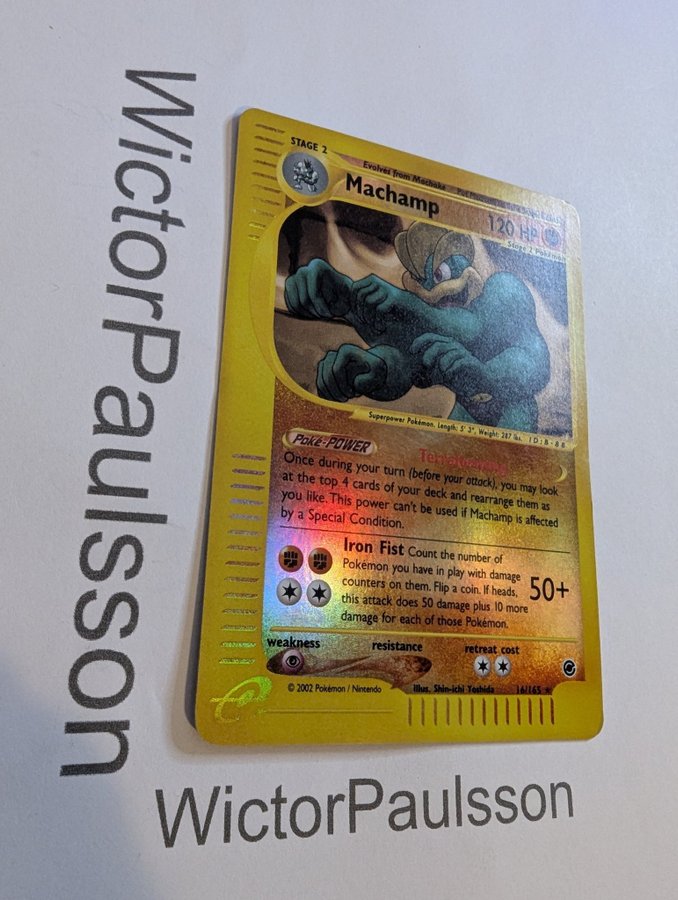 WictorPaulsson
STAGE 2
Evolves from Machoke
Machamp
120 HP
Stage 2 Pokémon
Superpower Pokémon. Length: 5' 3", Weight: 287 lbs. ID:B-88
Poké-POWER
Once during your turn (before your attack), you may look
at the top 4 cards of your deck and rearrange them as
you like. This power can't be used if Machamp is affected
by a Special Condition.
Iron Fist Count the number of
Pokémon you have in play with damage
counters on them. Flip a coin. If heads,
this attack does 50 damage plus 10 more
damage for each of those Pokémon.
50+
weakness
resistance
retreat cost
e
© 2002 Pokémon / Nintendo
Illus. Shin-ichi Yoshida
16/165 ★
WictorPaulsson